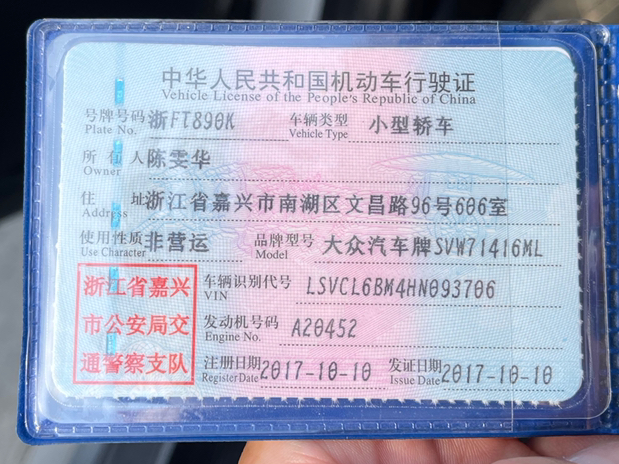 中华人民共和国机动车行驶证
Vehicle License of the People's Republic of China
号牌号码 浙FT890K 车辆类型 小型轿车
Plate No. Vehicle Type
所有人 陈雯华
Owner
住址 浙江省嘉兴市南湖区文昌路96号606室
Address
使用性质 非营运 品牌型号 大众汽车牌SVW71416ML
Use Character Model
浙江省嘉兴
市公安局交
通警察支队
车辆识别代号 LSVCL6BM4HN093706
VIN
发动机号码 A20452
Engine No.
注册日期 2017-10-10 发证日期 2017-10-10
Register Date Issue Date